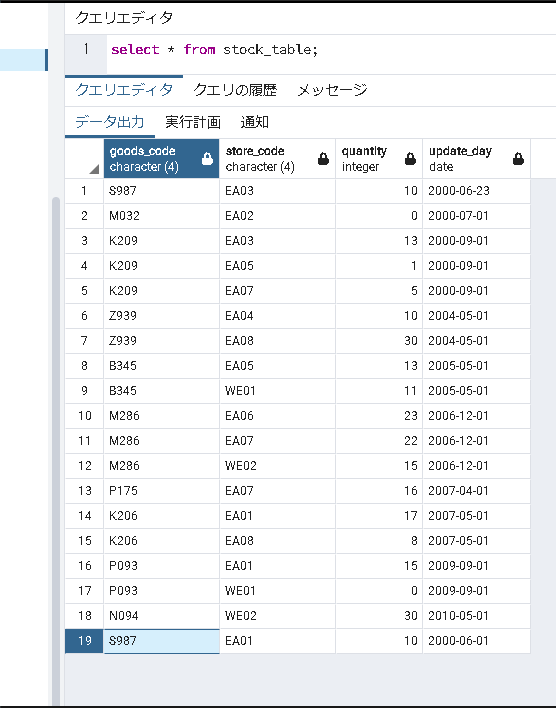 クエリエディタ
1 select * from stock_table;
クエリエディタ クエリの履歴 メッセージ
データ出力 実行計画 通知
goods_code store_code quantity update_day
character (4) character (4) integer date
1 S987 EA03 10 2000-06-23
2 M032 EA02 0 2000-07-01
3 K209 EA03 13 2000-09-01
4 K209 EA05 1 2000-09-01
5 K209 EA07 5 2000-09-01
6 Z939 EA04 10 2004-05-01
7 Z939 EA08 30 2004-05-01
8 B345 EA05 13 2005-05-01
9 B345 WE01 11 2005-05-01
10 M286 EA06 23 2006-12-01
11 M286 EA07 22 2006-12-01
12 M286 WE02 15 2006-12-01
13 P175 EA07 16 2007-04-01
14 K206 EA01 17 2007-05-01
15 K206 EA08 8 2007-05-01
16 P093 EA01 15 2009-09-01
17 P093 WE01 0 2009-09-01
18 N094 WE02 30 2010-05-01
19 S987 EA01 10 2000-06-01